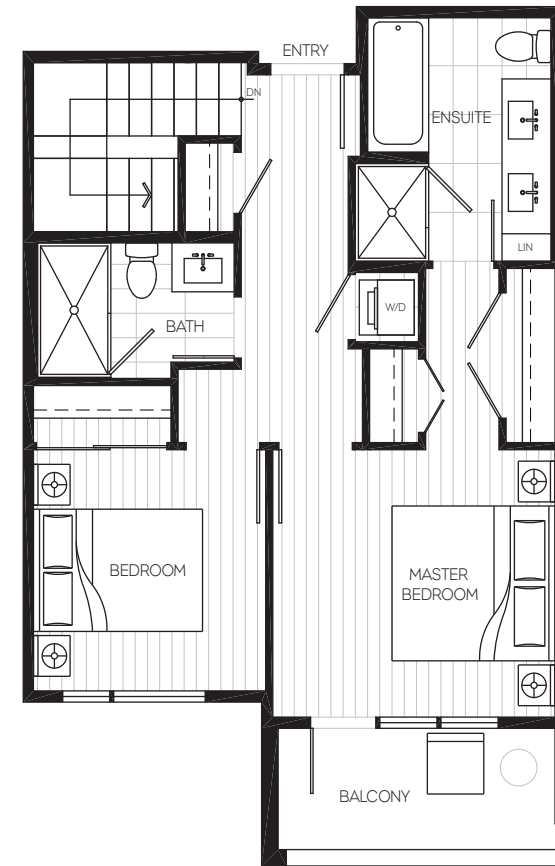 ENTRY
DN
ENSUITE
LIN
W/D
BATH
BEDROOM
MASTER
BEDROOM
BALCONY